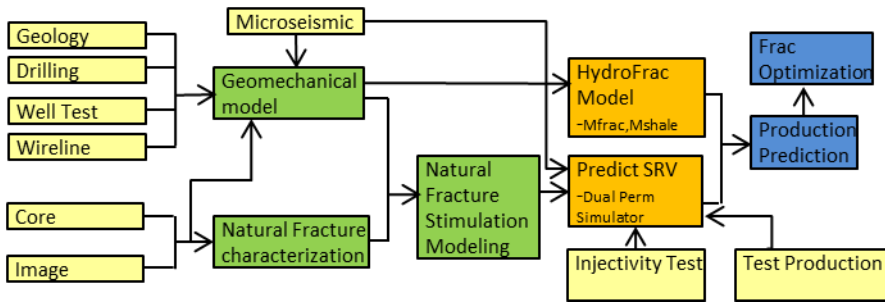 Geology
Drilling
Well Test
Wireline
Core
Image
Microseismic
Geomechanical
model
Natural Fracture
characterization
Natural
Fracture
Stimulation
Modeling
HydroFrac
Model
-Mfrac,Mshale
Predict SRV
-Dual Perm
Simulator
Injectivity Test
Test Production
Frac
Optimization
Production
Prediction